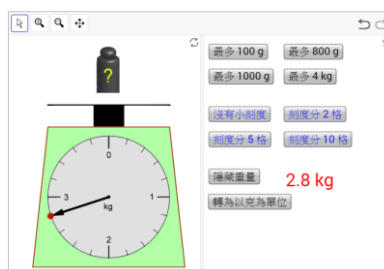 ?
0
1
2
3
kg
最多 100 g 最多 800 g
最多 1000 g 最多 4 kg
沒有小刻度 刻度分 2 格
刻度分 5 格 刻度分 10 格
隱藏重量 2.8 kg
轉為以克為單位